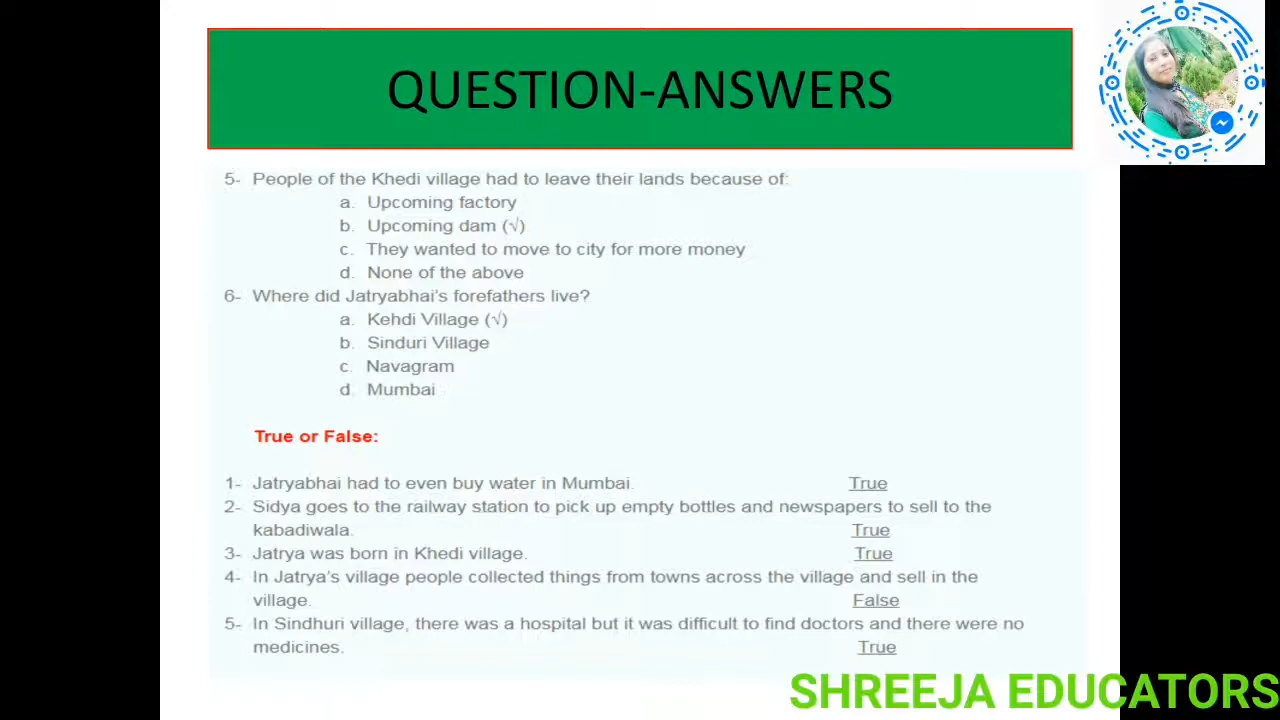 QUESTION-ANSWERS
5- People of the Khedi village had to leave their lands because of:
a. Upcoming factory
b. Upcoming dam (√)
c. They wanted to move to city for more money
d. None of the above
6- Where did Jatryabhai's forefathers live?
a. Kehdi Village (√)
b. Sinduri Village
c. Navagram
d. Mumbai
True or False:
1- Jatryabhai had to even buy water in Mumbai. True
2- Sidya goes to the railway station to pick up empty bottles and newspapers to sell to the
kabadiwala. True
3- Jatrya was born in Khedi village. True
4- In Jatrya's village people collected things from towns across the village and sell in the
village. False
5- In Sindhuri village, there was a hospital but it was difficult to find doctors and there were no
medicines. True
SHREEJA EDUCATORS